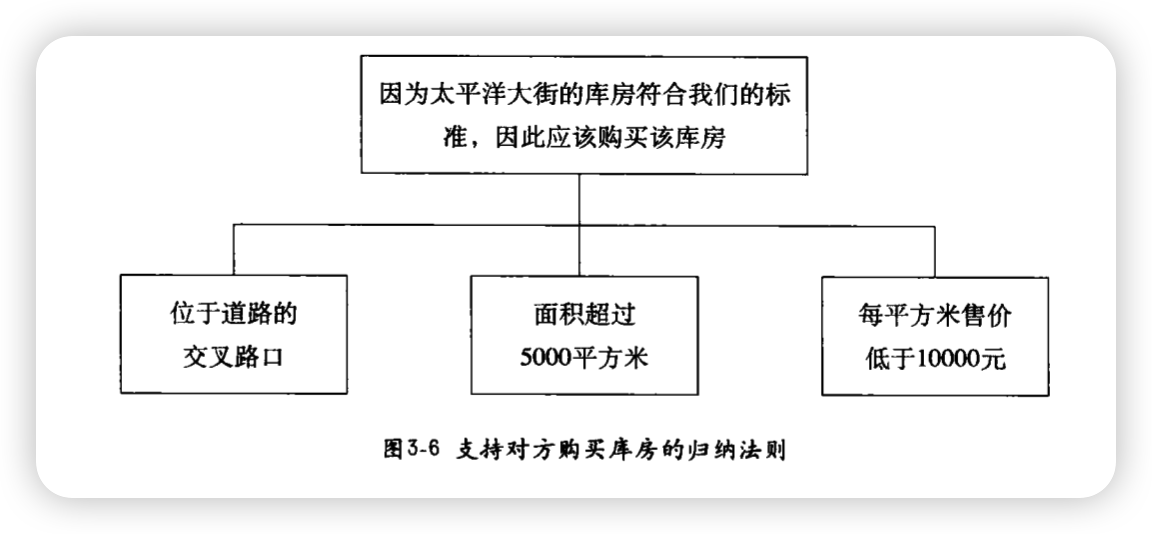 因为太平洋大街的库房符合我们的标
准，因此应该购买该库房
位于道路的
交叉路口
面积超过
5000平方米
每平方米售价
低于10000元
图3-6 支持对方购买库房的归纳法则